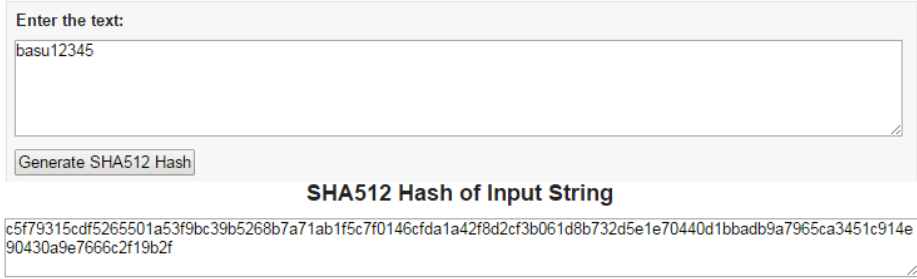 Enter the text:
basu12345
Generate SHA512 Hash
SHA512 Hash of Input String
c5f79315cdf5265501a53f9bc39b5268b7a71ab1f5c7f0146cfda1a42f8d2cf3b061d8b732d5e1e70440d1bbadb9a7965ca3451c914e
90430a9e7666c2f19b2f